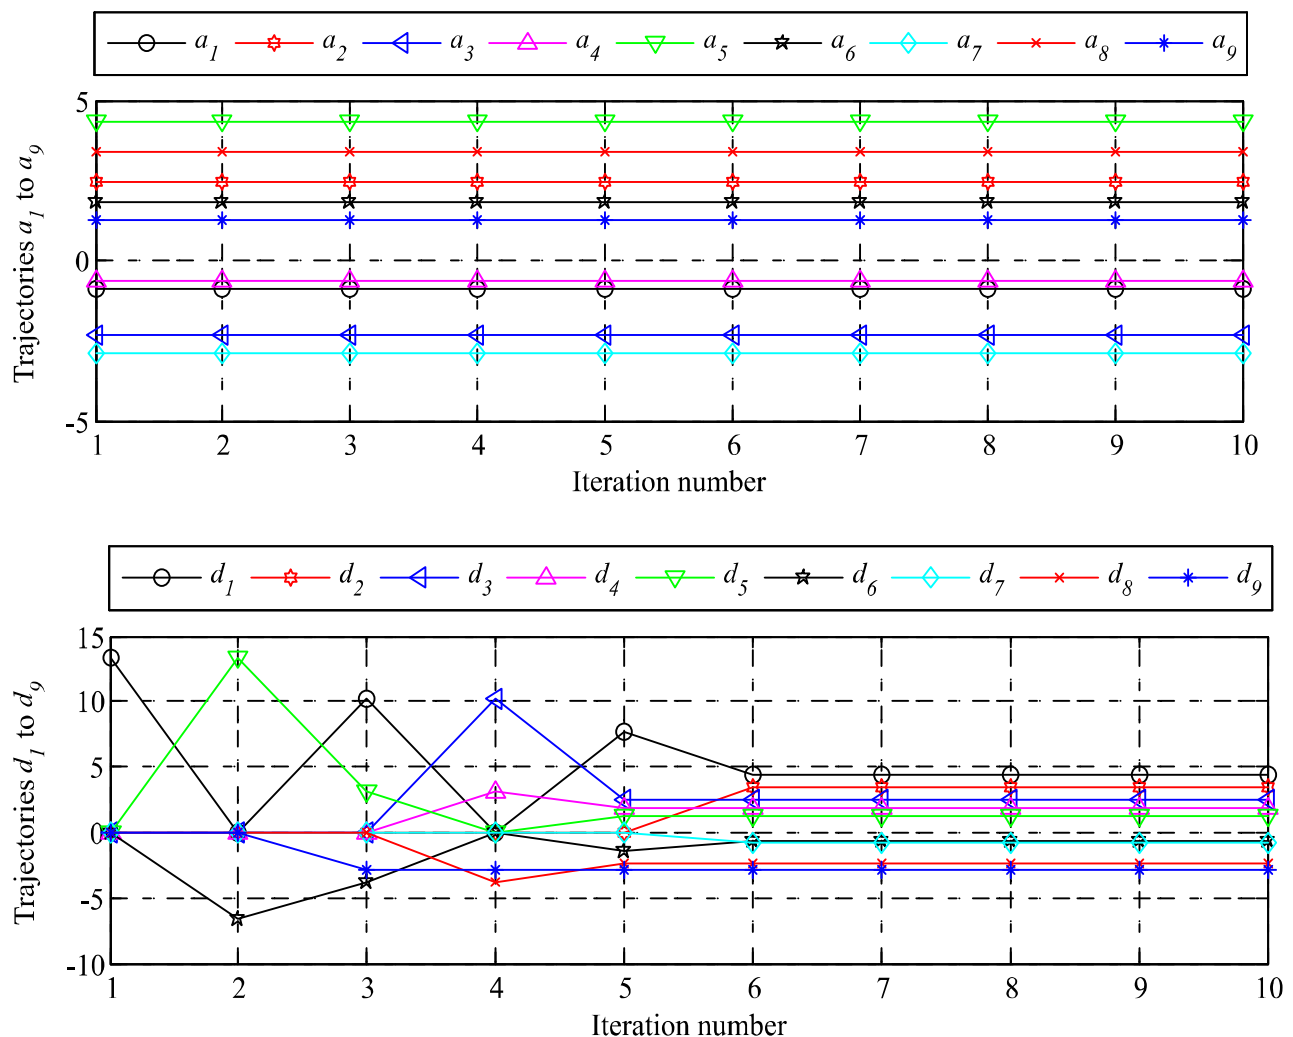 a1 a2 a3 a4 a5 a6 a7 a8 a9
Trajectories a1 to a9
5
0
-5
1 2 3 4 5 6 7 8 9 10
Iteration number
d1 d2 d3 d4 d5 d6 d7 d8 d9
Trajectories d1 to d9
15
10
5
0
-5
-10
1 2 3 4 5 6 7 8 9 10
Iteration number